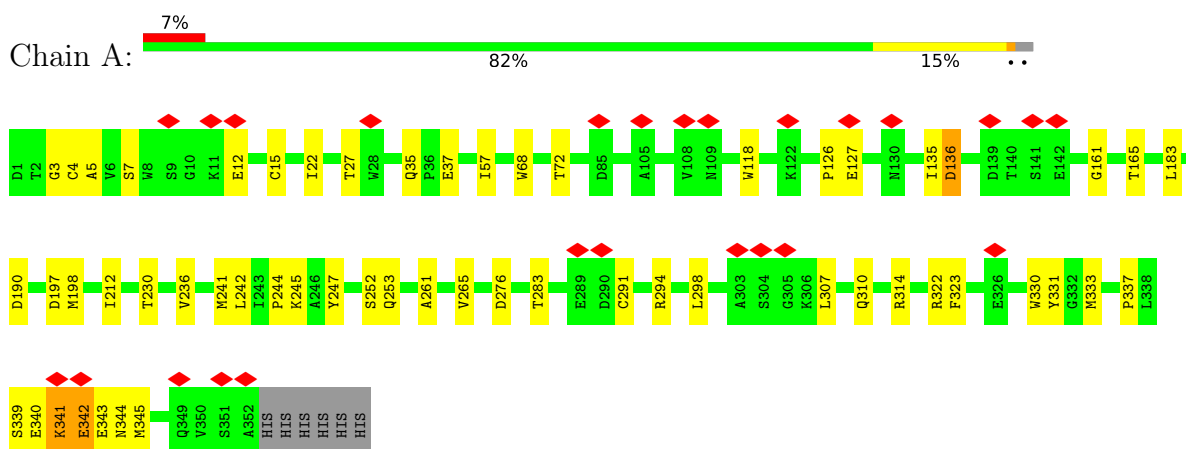 7%
Chain A:
82% 15% • •
D1 T2 G3 C4 A5 V6 S7 W8 S9 G10 K11 E12 C15 I22 T27 W28 Q35 P36 E37 I57 W68 T72 D85 A105 V108 N109 W118 K122 P126 E127 N130 I135 D136 D139 T140 S141 E142 G161 T165 L183
D190 D197 M198 I212 T230 V236 M241 L242 I243 P244 K245 A246 Y247 S252 Q253 A261 V265 D276 T283 E289 D290 C291 R294 L298 A303 S304 G305 K306 L307 Q310 R314 R322 F323 E326 W330 Y331 G332 M333 P337 L338
S339 E340 K341 E342 E343 N344 M345 Q349 V350 S351 A352 HIS HIS HIS HIS HIS HIS